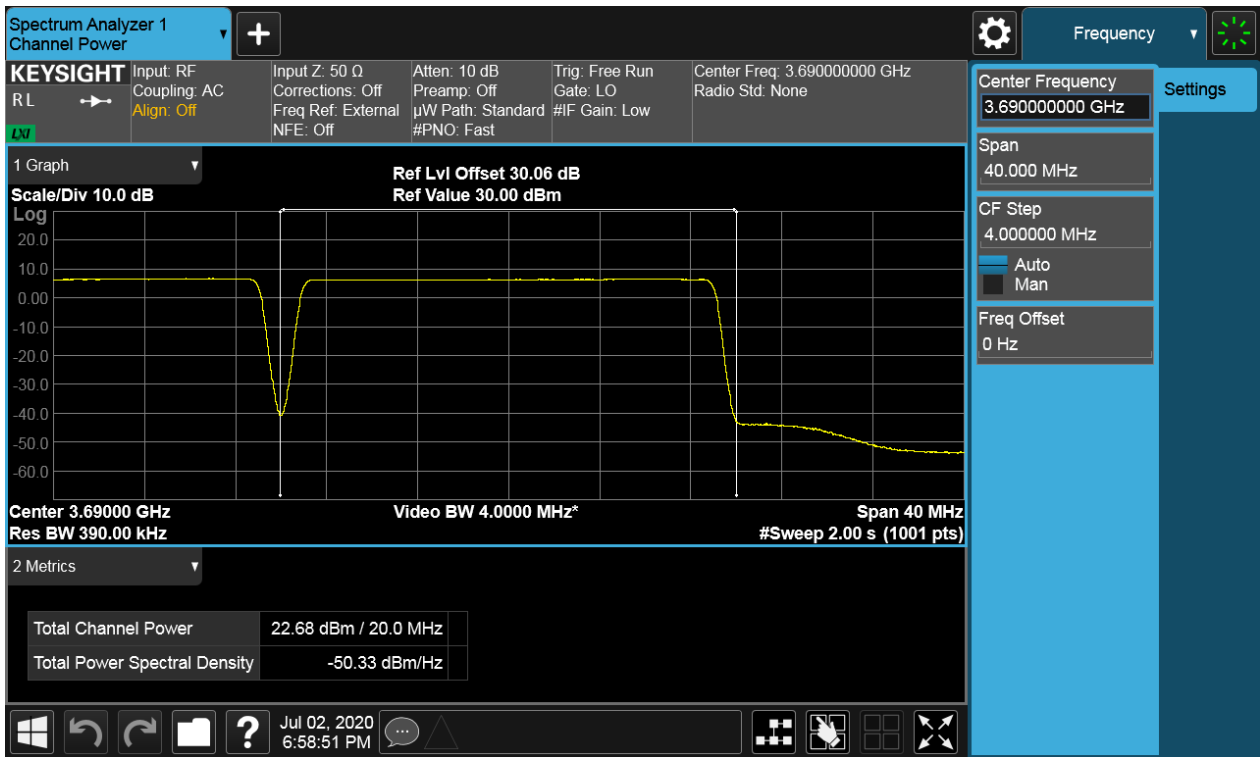 Spectrum Analyzer 1
Channel Power
+
Frequency
KEYSIGHT
RL
LXI
Input: RF
Coupling: AC
Align: Off
Input Z: 50 Ω
Corrections: Off
Freq Ref: External
NFE: Off
Atten: 10 dB
Preamp: Off
µW Path: Standard
#PNO: Fast
Trig: Free Run
Gate: LO
#IF Gain: Low
Center Freq: 3.690000000 GHz
Radio Std: None
1 Graph
Scale/Div 10.0 dB
Ref Lvl Offset 30.06 dB
Ref Value 30.00 dBm
Log
20.0
10.0
0.00
-10.0
-20.0
-30.0
-40.0
-50.0
-60.0
Center 3.69000 GHz
Res BW 390.00 kHz
Video BW 4.0000 MHz*
Span 40 MHz
#Sweep 2.00 s (1001 pts)
2 Metrics
Total Channel Power 22.68 dBm / 20.0 MHz
Total Power Spectral Density -50.33 dBm/Hz
?
Jul 02, 2020
6:58:51 PM
Center Frequency
3.690000000 GHz
Settings
Span
40.000 MHz
CF Step
4.000000 MHz
Auto
Man
Freq Offset
0 Hz